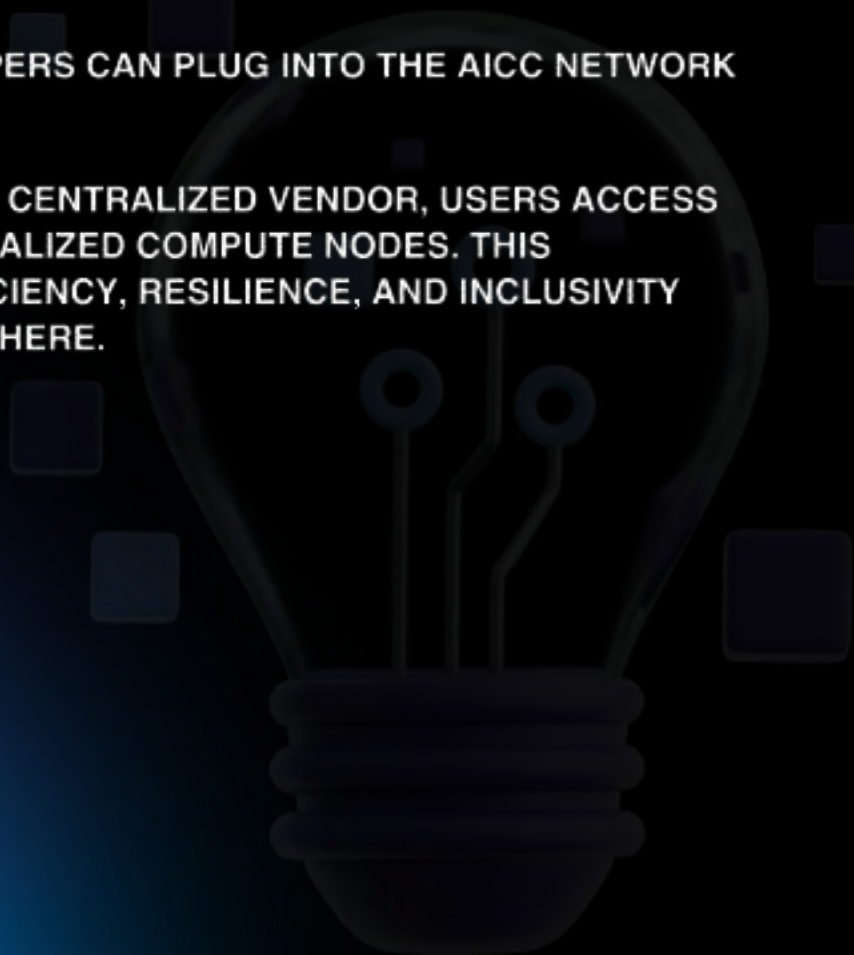 PERS CAN PLUG INTO THE AICC NETWORK
CENTRALIZED VENDOR, USERS ACCESS
ALIZED COMPUTE NODES. THIS
CIENCY, RESILIENCE, AND INCLUSIVITY
HERE.